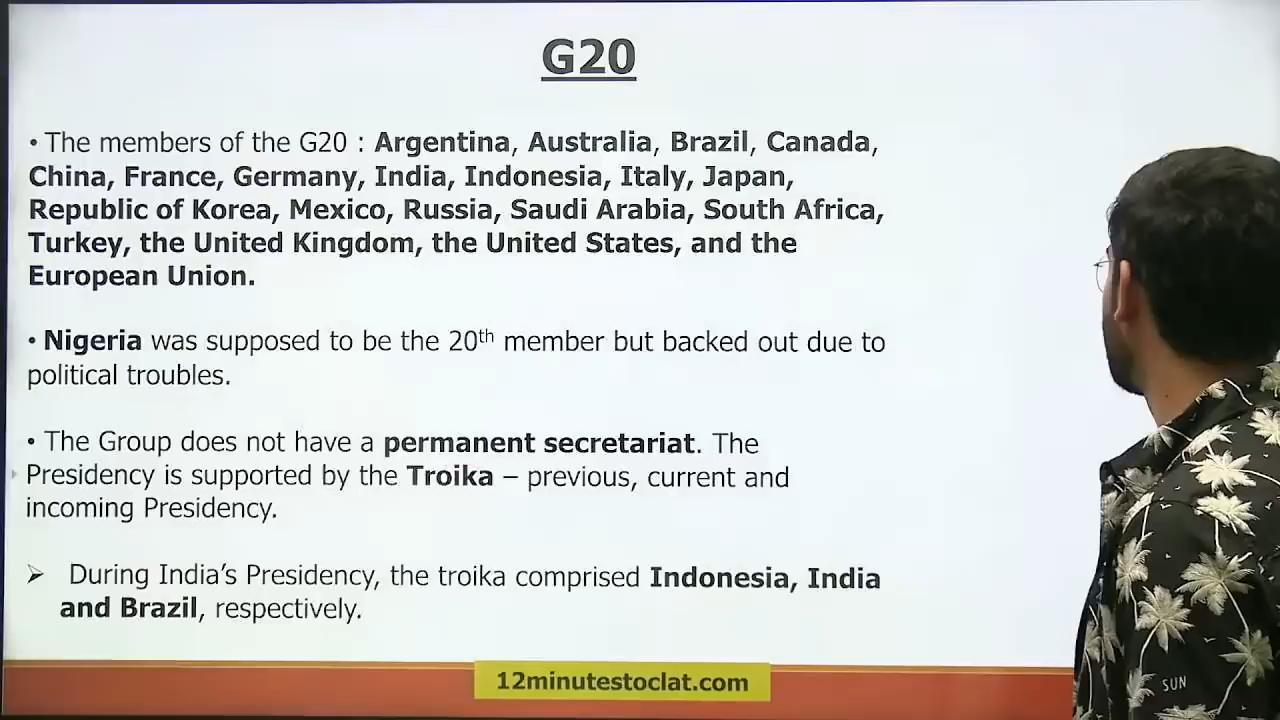 G20
• The members of the G20 : Argentina, Australia, Brazil, Canada,
China, France, Germany, India, Indonesia, Italy, Japan,
Republic of Korea, Mexico, Russia, Saudi Arabia, South Africa,
Turkey, the United Kingdom, the United States, and the
European Union.
• Nigeria was supposed to be the 20th member but backed out due to
political troubles.
• The Group does not have a permanent secretariat. The
Presidency is supported by the Troika – previous, current and
incoming Presidency.
➢ During India's Presidency, the troika comprised Indonesia, India
and Brazil, respectively.
12minutestoclat.com
SUN